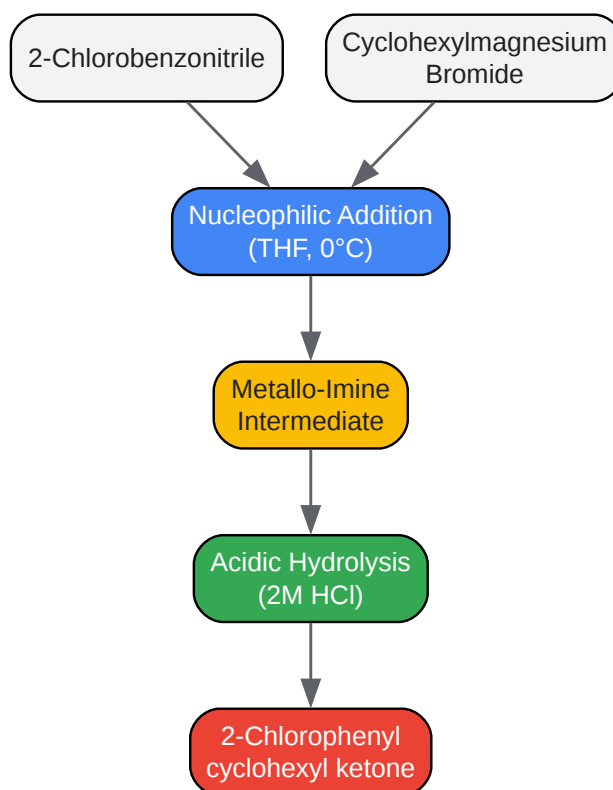 2-Chlorobenzonitrile
Cyclohexylmagnesium
Bromide
Nucleophilic Addition
(THF, 0°C)
Metallo-Imine
Intermediate
Acidic Hydrolysis
(2M HCl)
2-Chlorophenyl
cyclohexyl ketone